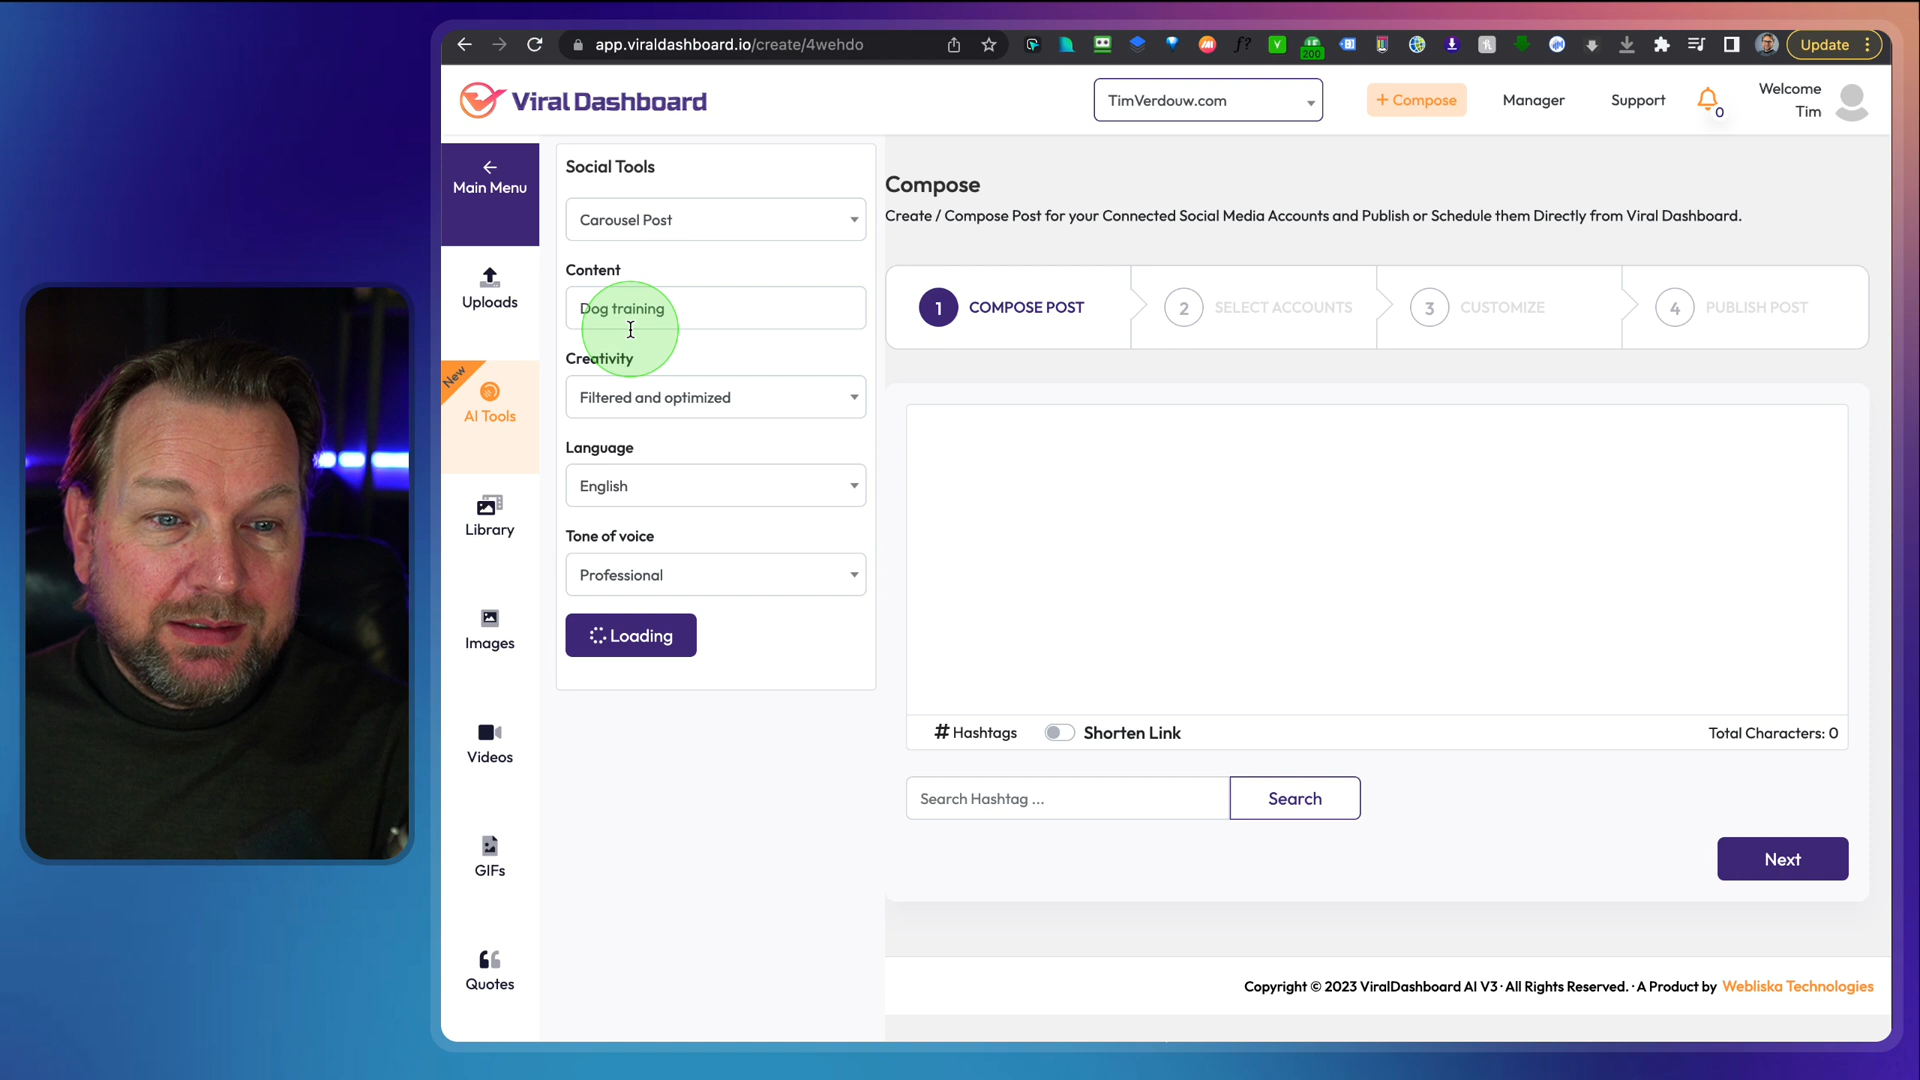 app.viraldashboard.io/create/4wehdo
200
Update
Viral Dashboard
TimVerdouw.com
+ Compose
Manager
Support
0
Welcome
Tim
Main Menu
Uploads
New
AI Tools
Library
Images
Videos
GIFs
Quotes
Social Tools
Carousel Post
Content
Dog training
Creativity
Filtered and optimized
Language
English
Tone of voice
Professional
Loading
Compose
Create / Compose Post for your Connected Social Media Accounts and Publish or Schedule them Directly from Viral Dashboard.
1 COMPOSE POST
2 SELECT ACCOUNTS
3 CUSTOMIZE
4 PUBLISH POST
# Hashtags
Shorten Link
Total Characters: 0
Search Hashtag ...
Search
Next
Copyright © 2023 ViralDashboard AI V3 · All Rights Reserved. · A Product by Webliska Technologies